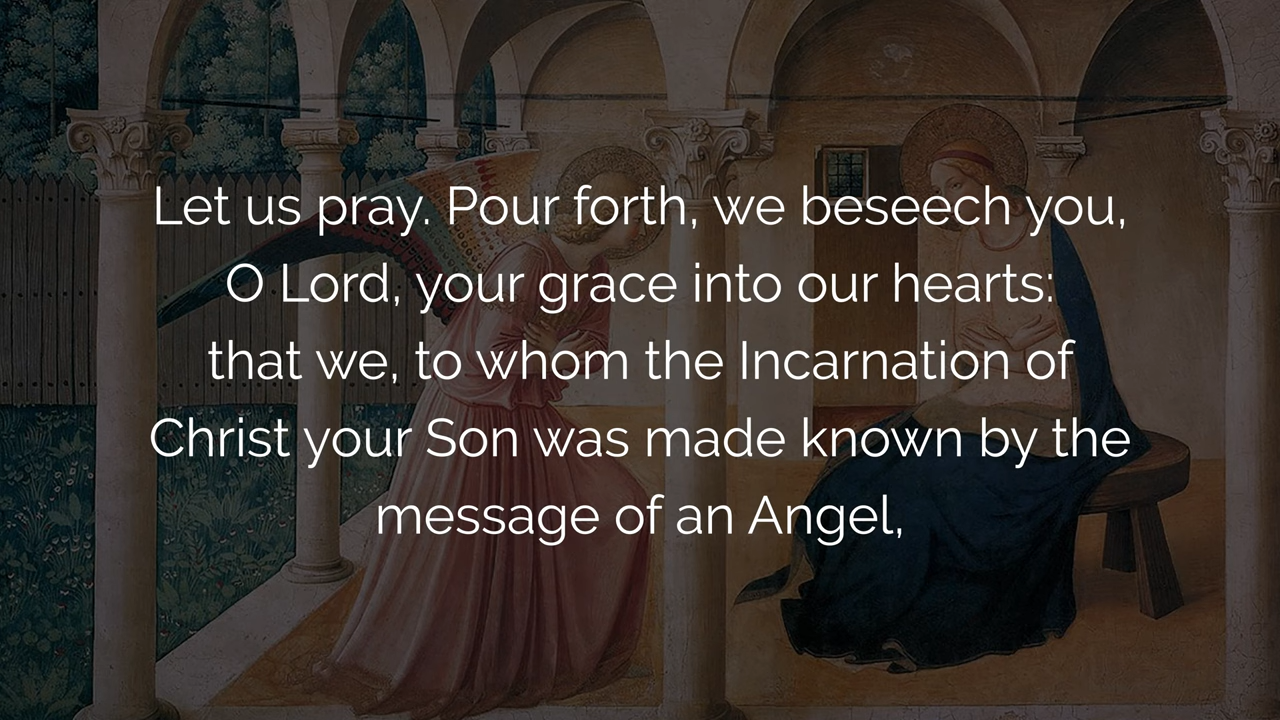 Let us pray. Pour forth, we beseech you,
O Lord, your grace into our hearts:
that we, to whom the Incarnation of
Christ your Son was made known by the
message of an Angel,